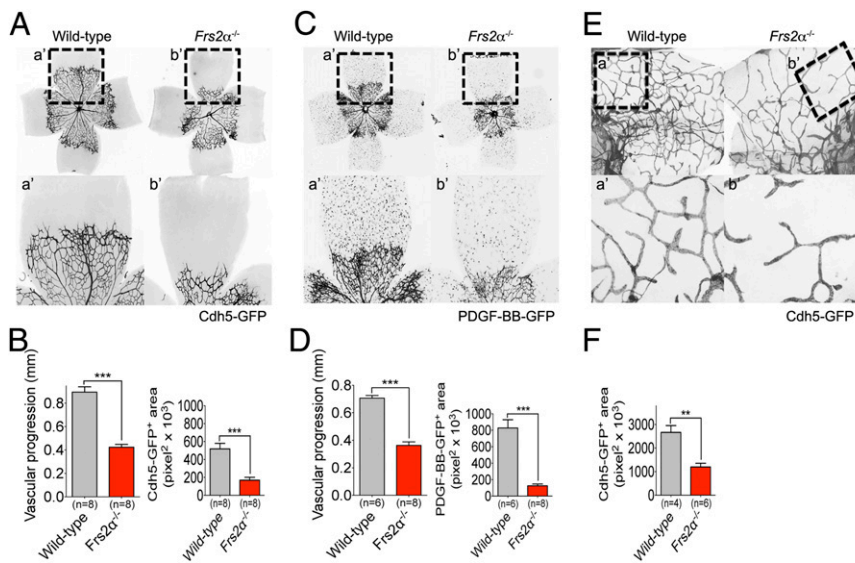 A
Wild-type
Frs2α-/-
a'
b'
a'
b'
Cdh5-GFP
B
Vascular progression (mm)
1.0
0.8
0.6
0.4
0.2
0.0
***
(n=8)
(n=8)
Wild-type
Frs2α-/-
Cdh5-GFP+ area
(pixel2 x 103)
1000
800
600
400
200
0
***
(n=8)
(n=8)
Wild-type
Frs2α-/-
C
Wild-type
Frs2α-/-
a'
b'
a'
b'
PDGF-BB-GFP
D
Vascular progression (mm)
0.8
0.6
0.4
0.2
0.0
***
(n=6)
(n=8)
Wild-type
Frs2α-/-
PDGF-BB-GFP+ area
(pixel2 x 103)
1000
800
600
400
200
0
***
(n=6)
(n=8)
Wild-type
Frs2α-/-
E
Wild-type
Frs2α-/-
a'
b'
a'
b'
Cdh5-GFP
F
Cdh5-GFP+ area
(pixel2 x 103)
4000
3000
2000
1000
0
**
(n=4)
(n=6)
Wild-type
Frs2α-/-